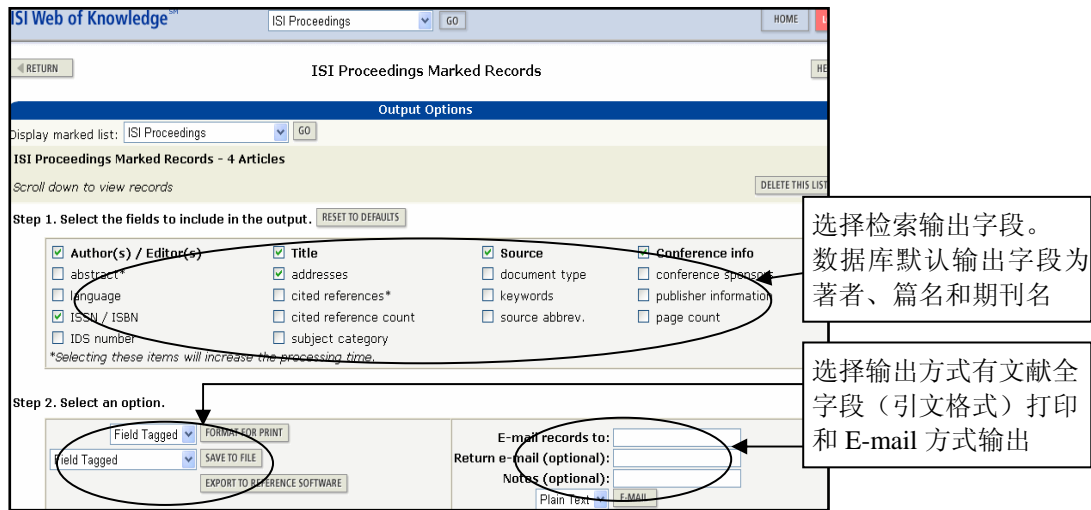 ISI Web of Knowledge SM
ISI Proceedings GO HOME
RETURN ISI Proceedings Marked Records
Output Options
Display marked list: ISI Proceedings GO
ISI Proceedings Marked Records - 4 Articles
Scroll down to view records DELETE THIS LIST
Step 1. Select the fields to include in the output. RESET TO DEFAULTS
Author(s) / Editor(s) Title Source Conference info
abstract* addresses document type conference sponsors
language cited references* keywords publisher information
ISSN / ISBN cited reference count source abbrev. page count
IDS number subject category
*Selecting these items will increase the processing time.
选择检索输出字段。
数据库默认输出字段为
著者、篇名和期刊名
Step 2. Select an option.
Field Tagged FORMAT FOR PRINT
Field Tagged SAVE TO FILE
EXPORT TO REFERENCE SOFTWARE
E-mail records to:
Return e-mail (optional):
Notes (optional):
Plain Text E-MAIL
选择输出方式有文献全
字段（引文格式）打印
和 E-mail 方式输出